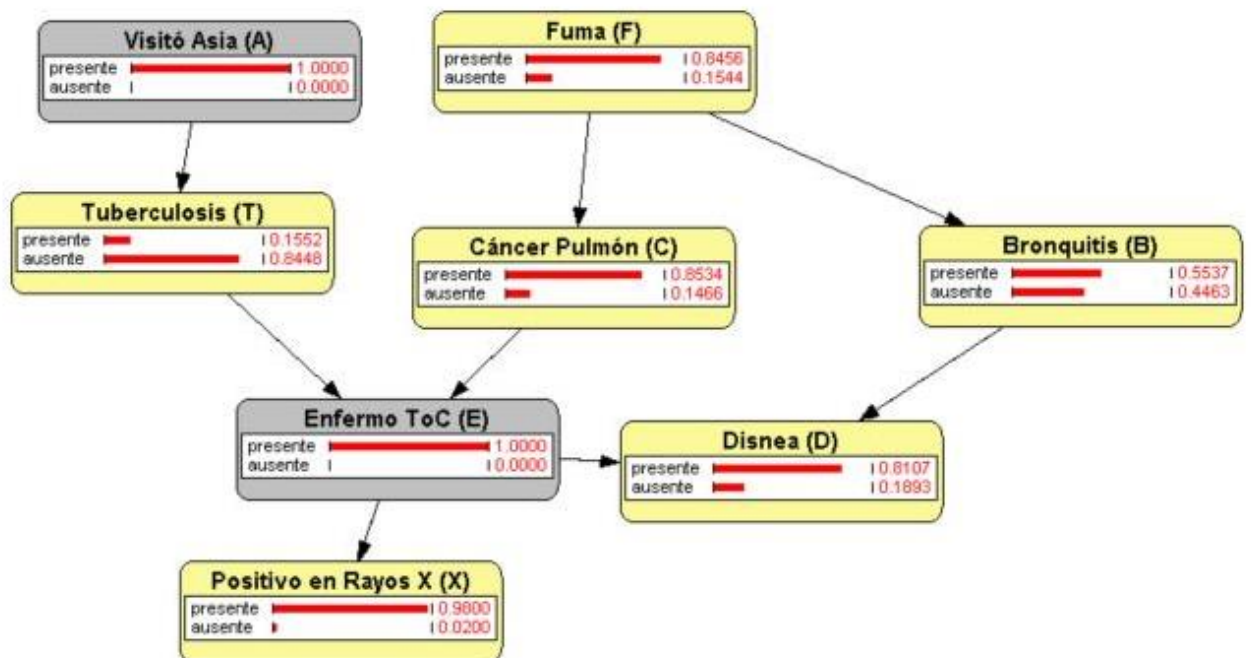 Visitó Asia (A)
presente 1.0000
ausente 0.0000
Fuma (F)
presente 0.8456
ausente 0.1544
Tuberculosis (T)
presente 0.1552
ausente 0.8448
Cáncer Pulmón (C)
presente 0.8534
ausente 0.1466
Bronquitis (B)
presente 0.5537
ausente 0.4463
Enfermo ToC (E)
presente 1.0000
ausente 0.0000
Disnea (D)
presente 0.8107
ausente 0.1893
Positivo en Rayos X (X)
presente 0.9800
ausente 0.0200